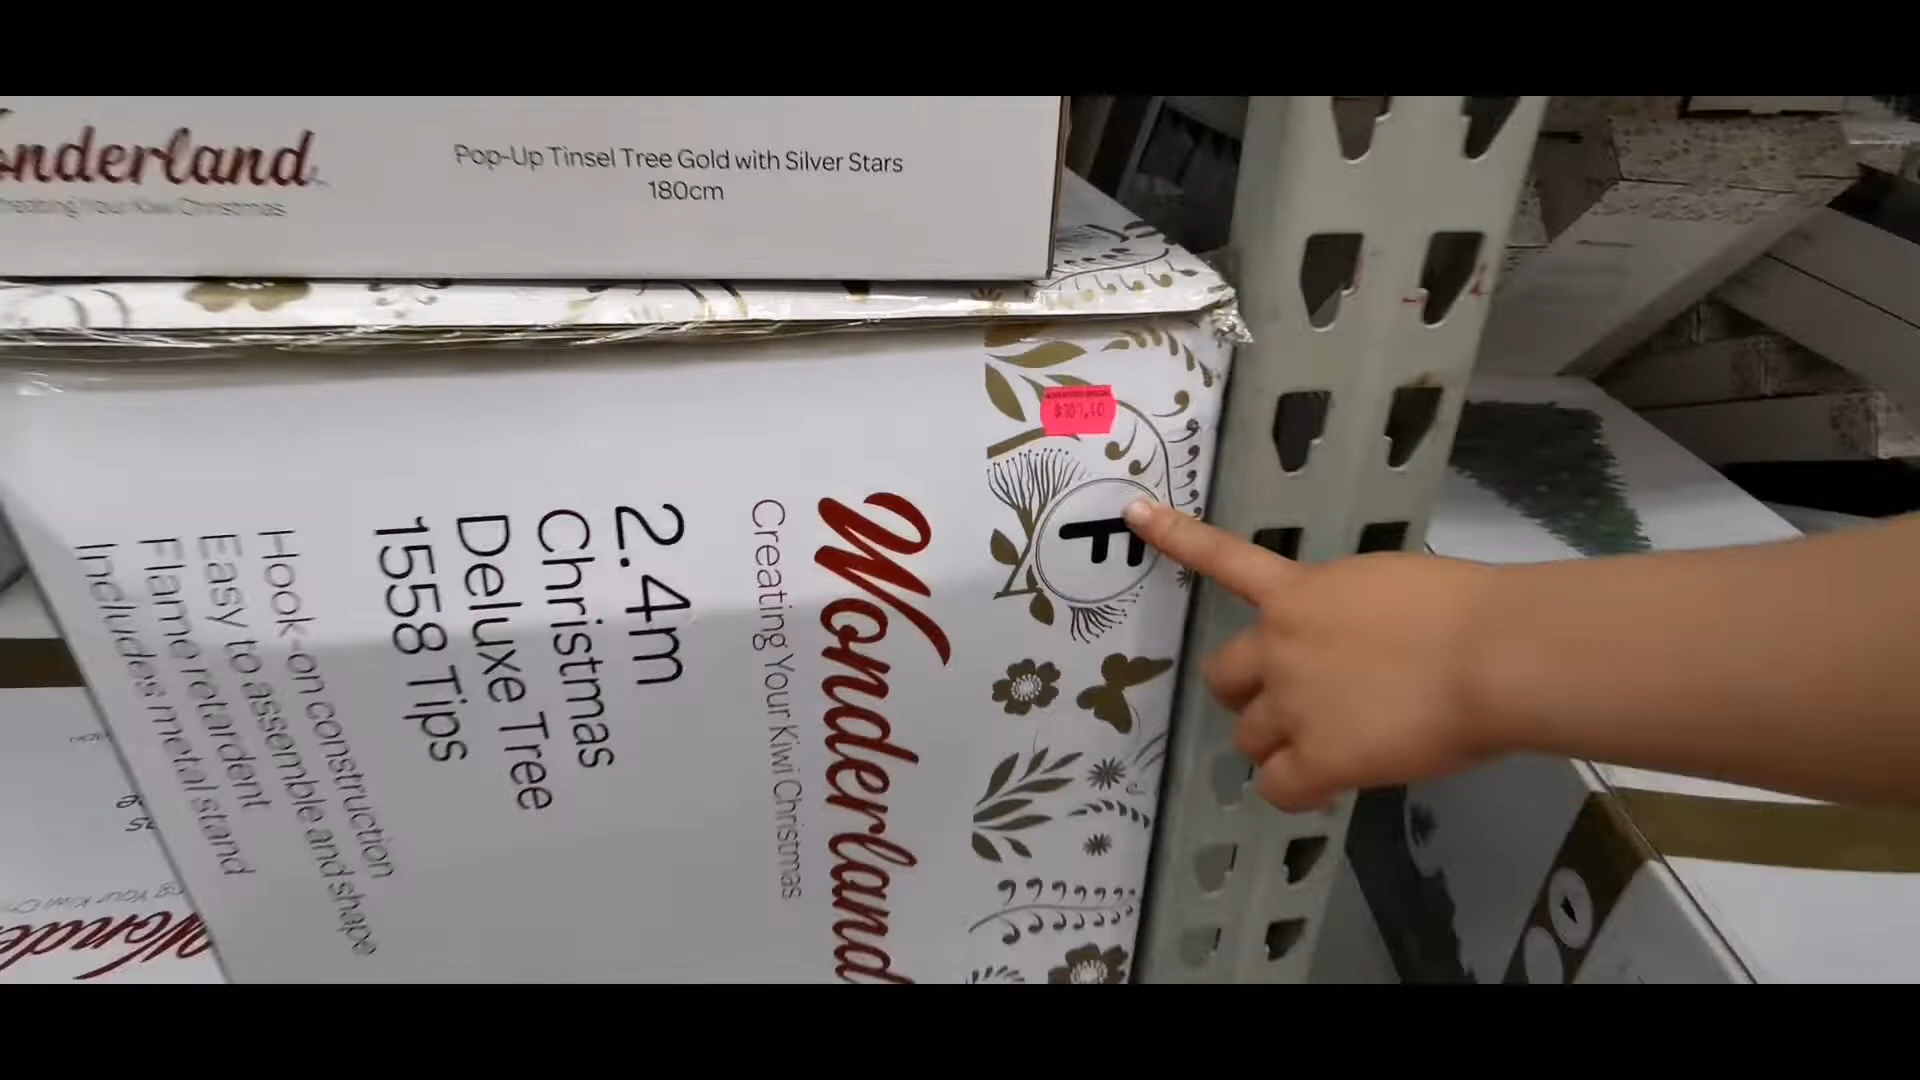 onderland
Creating Your Kiwi Christmas
Pop-Up Tinsel Tree Gold with Silver Stars
180cm
F
Wonderland
Creating Your Kiwi Christmas
2.4m
Christmas
Deluxe Tree
1558 Tips
Hook-on construction
Easy to assemble and shape
Flame retardent
Includes metal stand